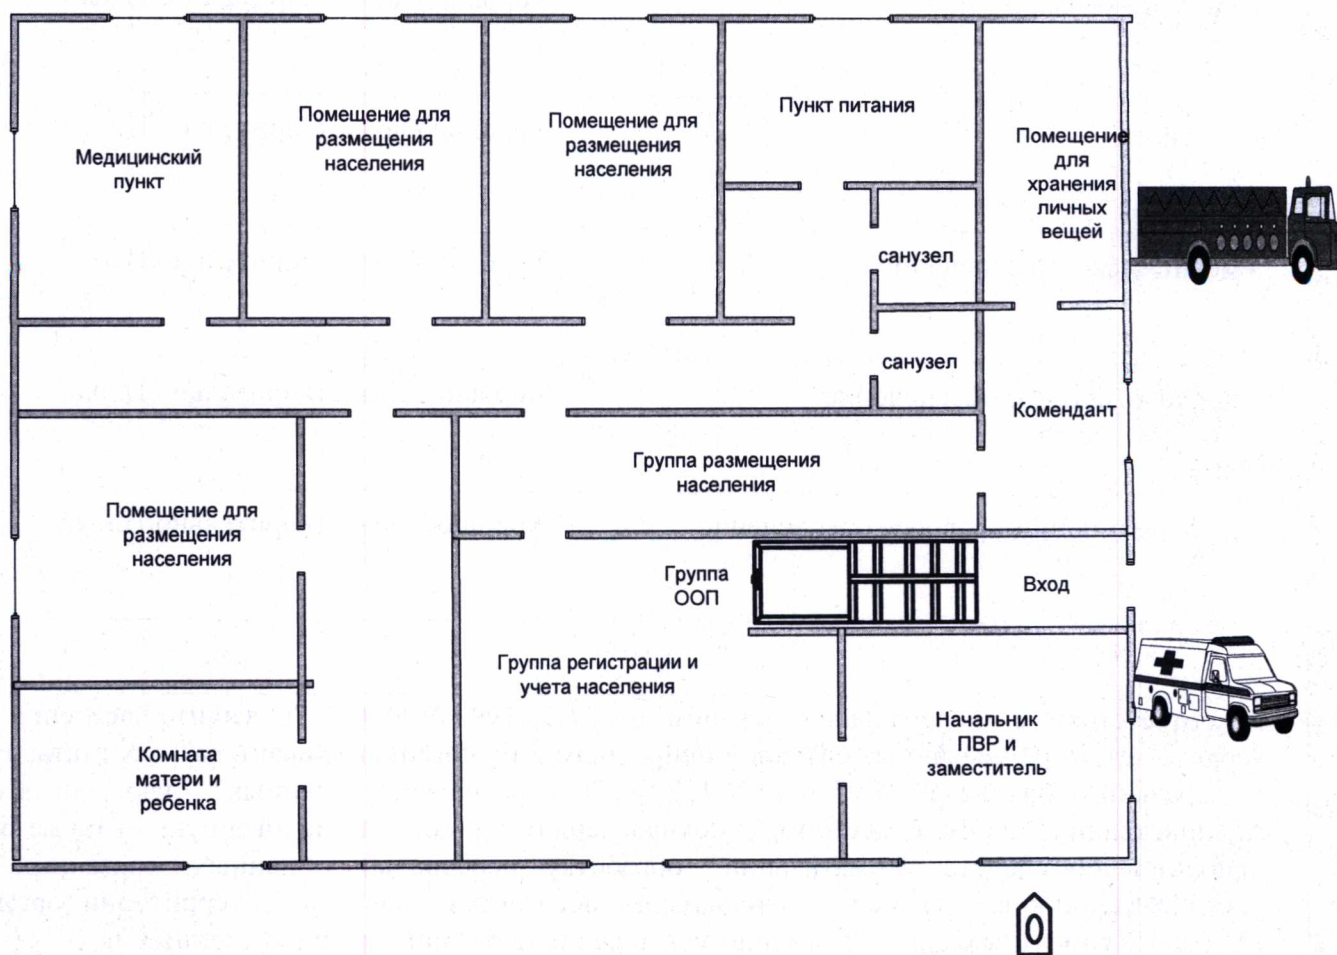 Медицинский
пункт
Помещение для
размещения
населения
Помещение для
размещения
населения
Пункт питания
Помещение
для
хранения
личных
вещей
санузел
санузел
Комендант
Группа размещения
населения
Помещение для
размещения
населения
Группа
ООП
Вход
Группа регистрации и
учета населения
Комната
матери и
ребенка
Начальник
ПВР и
заместитель
0